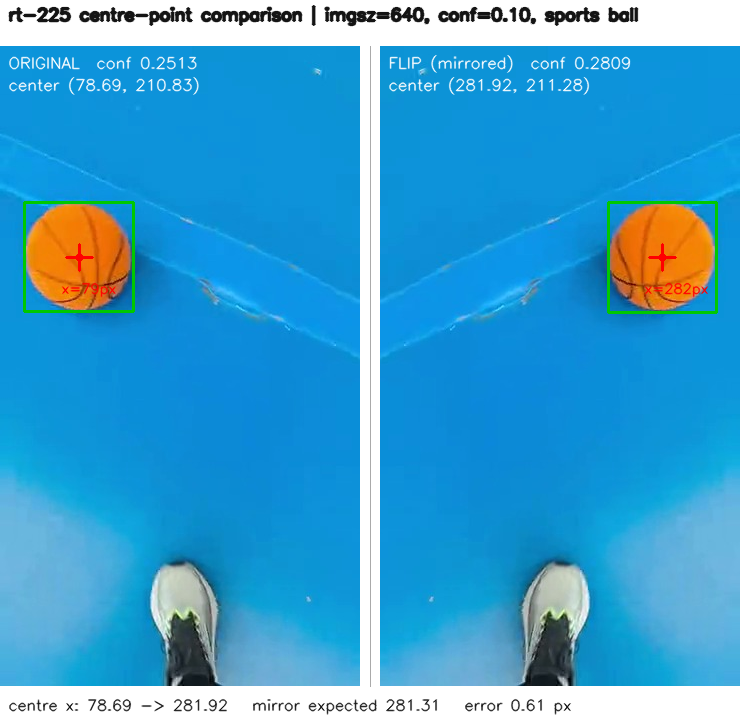 rt-225 centre-point comparison | imgsz=640, conf=0.10, sports ball
ORIGINAL conf 0.2513
center (78.69, 210.83)
x=79px
FLIP (mirrored) conf 0.2809
center (281.92, 211.28)
x=282px
centre x: 78.69 -> 281.92 mirror expected 281.31 error 0.61 px